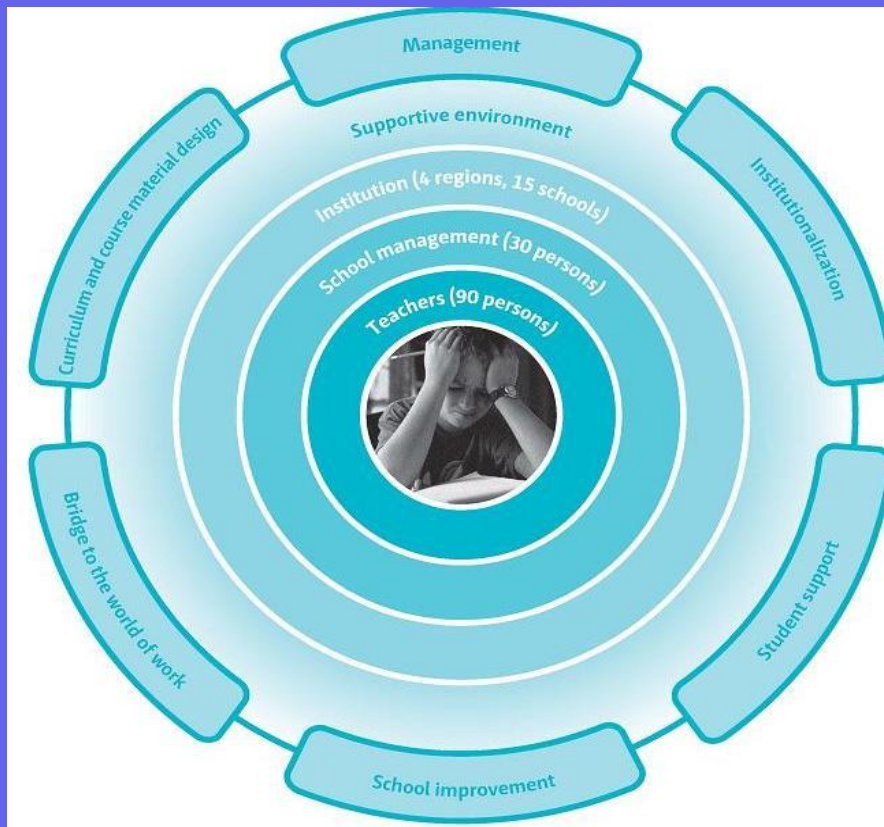 Management
Supportive environment
Institution (4 regions, 15 schools)
School management (30 persons)
Teachers (90 persons)
Curriculum and course material design
Institutionalization
Bridge to the world of work
Student support
School improvement